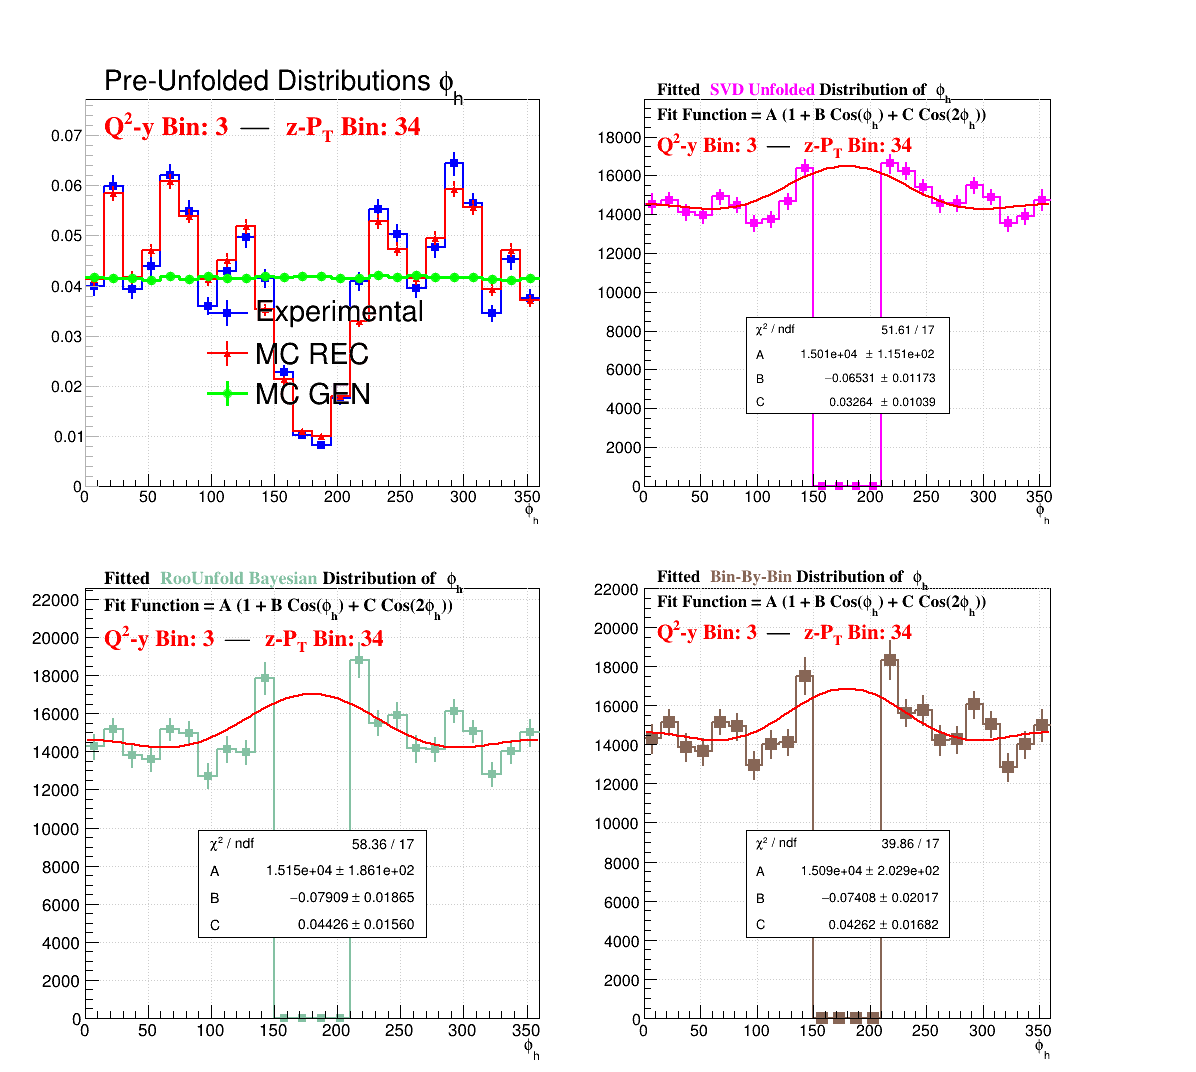 Pre-Unfolded Distributions ϕh
Q²-y Bin: 3 — z-PT Bin: 34
0.07
0.06
0.05
0.04
0.03
0.02
0.01
0
Experimental
MC REC
MC GEN
0 50 100 150 200 250 300 350
ϕh
Fitted SVD Unfolded Distribution of ϕh
Fit Function = A (1 + B Cos(ϕh) + C Cos(2ϕh))
Q²-y Bin: 3 — z-PT Bin: 34
18000
16000
14000
12000
10000
8000
6000
4000
2000
0
χ² / ndf 51.61 / 17
A 1.501e+04 ± 1.151e+02
B −0.06531 ± 0.01173
C 0.03264 ± 0.01039
0 50 100 150 200 250 300 350
ϕh
Fitted RooUnfold Bayesian Distribution of ϕh
Fit Function = A (1 + B Cos(ϕh) + C Cos(2ϕh))
Q²-y Bin: 3 — z-PT Bin: 34
22000
20000
18000
16000
14000
12000
10000
8000
6000
4000
2000
0
χ² / ndf 58.36 / 17
A 1.515e+04 ± 1.861e+02
B −0.07909 ± 0.01865
C 0.04426 ± 0.01560
0 50 100 150 200 250 300 350
ϕh
Fitted Bin-By-Bin Distribution of ϕh
Fit Function = A (1 + B Cos(ϕh) + C Cos(2ϕh))
Q²-y Bin: 3 — z-PT Bin: 34
22000
20000
18000
16000
14000
12000
10000
8000
6000
4000
2000
0
χ² / ndf 39.86 / 17
A 1.509e+04 ± 2.029e+02
B −0.07408 ± 0.02017
C 0.04262 ± 0.01682
0 50 100 150 200 250 300 350
ϕh